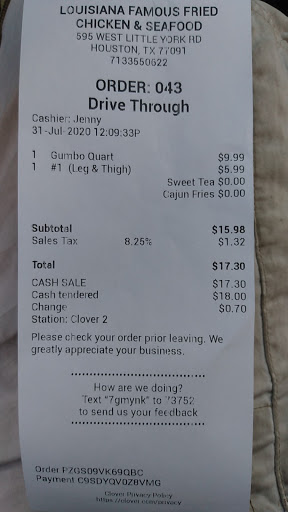 LOUISIANA FAMOUS FRIED
CHICKEN & SEAFOOD
595 WEST LITTLE YORK RD
HOUSTON, TX 77091
7133550622
ORDER: 043
Drive Through
Cashier: Jenny
31-Jul-2020 12:09:33P
1 Gumbo Quart $9.99
1 #1 (Leg & Thigh) $5.99
Sweet Tea $0.00
Cajun Fries $0.00
Subtotal $15.98
Sales Tax 8.25% $1.32
Total $17.30
CASH SALE $17.30
Cash tendered $18.00
Change $0.70
Station: Clover 2
Please check your order prior leaving. We
greatly appreciate your business.
How are we doing?
Text "7gmynk" to 73752
to send us your feedback
Order PZGS09VK69QBC
Payment C9SDYQV0ZBVMG
Clover Privacy Policy
https://clover.com/privacy